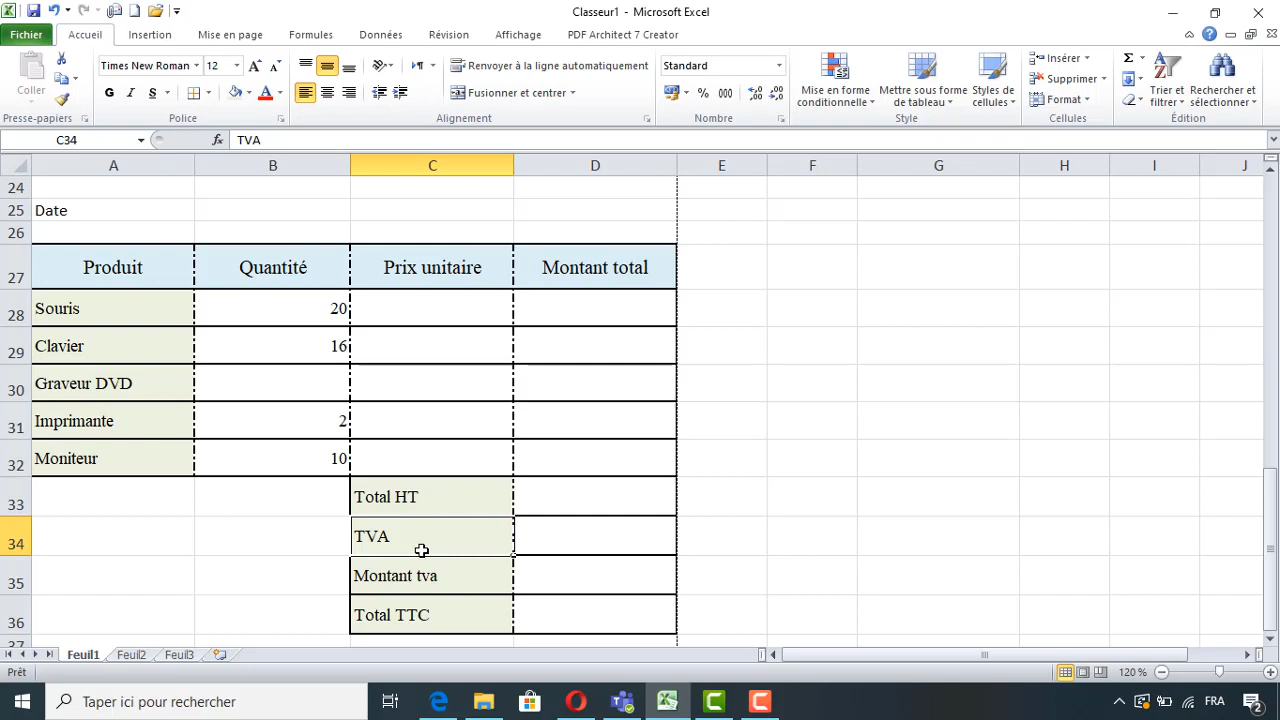 Classeur1 - Microsoft Excel
Fichier Accueil Insertion Mise en page Formules Données Révision Affichage PDF Architect 7 Creator
Coller
Presse-papiers
Times New Roman 12 A A
G I S A
Police
Renvoyer à la ligne automatiquement
Fusionner et centrer
Alignement
Standard
% 000
Nombre
Mise en forme conditionnelle
Mettre sous forme de tableau
Styles de cellules
Style
Insérer
Supprimer
Format
Cellules
Σ
Trier et filtrer
Rechercher et sélectionner
Édition
C34 fx TVA
A B C D E F G H I J
24
25 Date
26
27 Produit Quantité Prix unitaire Montant total
28 Souris 20
29 Clavier 16
30 Graveur DVD
31 Imprimante 2
32 Moniteur 10
33 Total HT
34 TVA
35 Montant tva
36 Total TTC
37
Feuil1 Feuil2 Feuil3
Prêt 120 %
Taper ici pour rechercher FRA 2